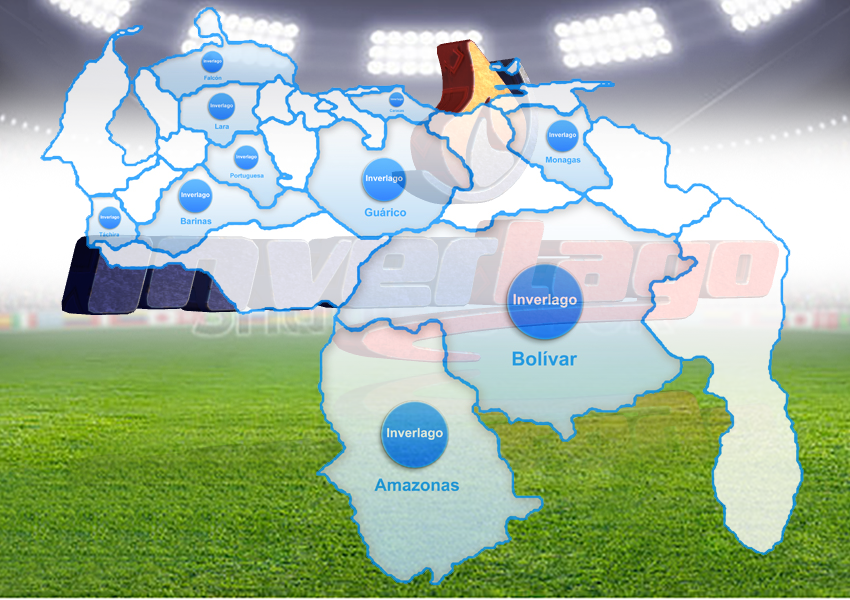 Inverlago
Falcón
Inverlago
Lara
Inverlago
Caracas
Inverlago
Monagas
Inverlago
Portuguesa
Inverlago
Guárico
Inverlago
Barinas
Inverlago
Táchira
InverLago
Inverlago
Bolívar
Inverlago
Amazonas